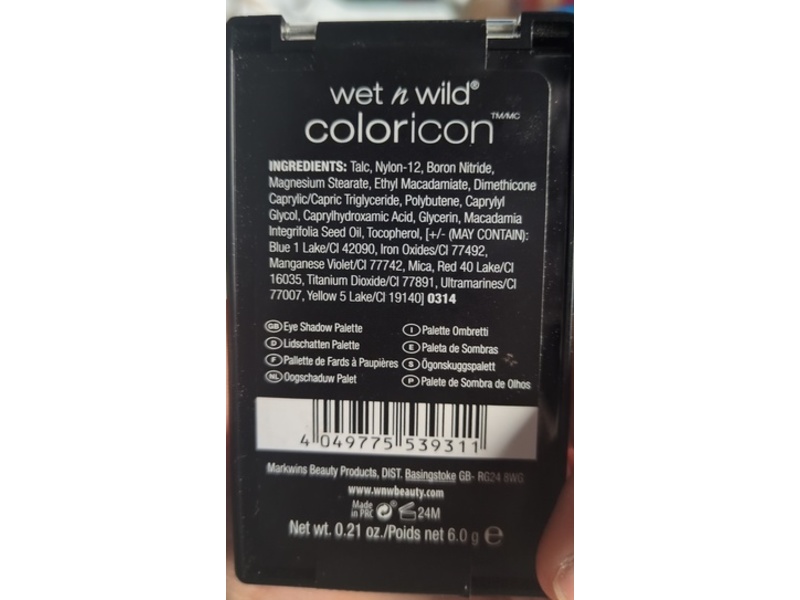 wet n wild®
coloricon™/MC
INGREDIENTS: Talc, Nylon-12, Boron Nitride,
Magnesium Stearate, Ethyl Macadamiate, Dimethicone
Caprylic/Capric Triglyceride, Polybutene, Caprylyl
Glycol, Caprylhydroxamic Acid, Glycerin, Macadamia
Integrifolia Seed Oil, Tocopherol, [+/- (MAY CONTAIN):
Blue 1 Lake/CI 42090, Iron Oxides/CI 77492,
Manganese Violet/CI 77742, Mica, Red 40 Lake/CI
16035, Titanium Dioxide/CI 77891, Ultramarines/CI
77007, Yellow 5 Lake/CI 19140] 0314
GB Eye Shadow Palette
D Lidschatten Palette
F Pallette de Fards à Paupières
NL Oogschaduw Palet
I Palette Ombretti
E Paleta de Sombras
S Ögonskuggspalett
P Palete de Sombra de Olhos
4 049775 539311
Markwins Beauty Products, DIST. Basingstoke GB- RG24 8WG
www.wnwbeauty.com
Made
in PRC 24M
Net wt. 0.21 oz./Poids net 6.0 g e